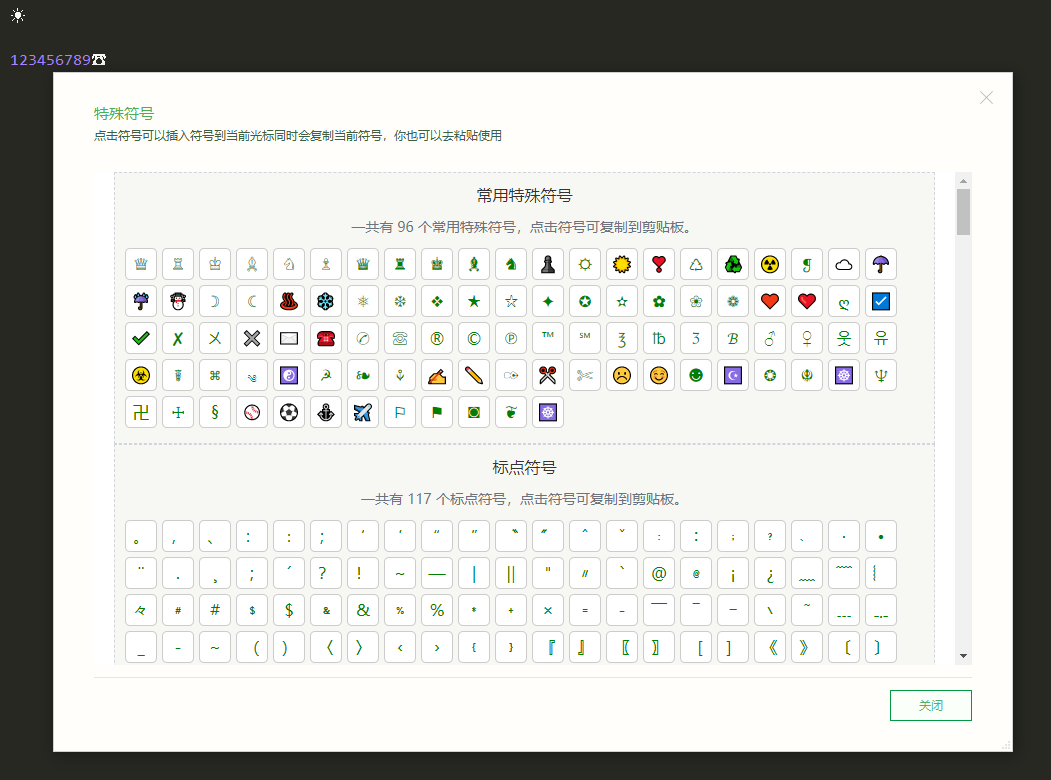 ☀
123456789☎
特殊符号
点击符号可以插入符号到当前光标同时会复制当前符号，你也可以去粘贴使用
常用特殊符号
一共有 96 个常用特殊符号，点击符号可复制到剪贴板。
♕ ♖ ♔ ♗ ♘ ♙ ♛ ♜ ♚ ♝ ♞ ♟ ☼ ✹ ❣ ♺ ♻ ☢ ❡ ☁ ☂
☔ ⛄ ☽ ☾ ♨ ❄ ❄ ❆ ❖ ★ ☆ ✦ ✪ ✫ ✿ ❀ ❁ ❤ ♥ ღ ☑
✔ ✗ 乂 ✖ ✉ ☎ ✆ ☏ ® © ℗ ™ ℠ ℥ ℔ ℨ ℬ ♂ ♀ 웃 유
☣ ☤ ⌘ ☯ ☭ ❧ ⚓ ✍ ✏ ✂ ✄ ☹ ☺ ☻ ☪ ❂ ☬ ☸ ♆
卍 ☩ § ⚾ ⚽ ⚓ ✈ ⚐ ⚑ ◙ ❦ ☸
标点符号
一共有 117 个标点符号，点击符号可复制到剪贴板。
。 ， 、 ： : ； ′ ‘ “ ″ 〝 〞 ˆ ˇ ﹕ ︰ ﹔ ﹖ ﹑ · •
¨ . ¸ ; ´ ？ ！ ～ — ｜ ‖ ＂ 〃 ｀ @ ﹫ ¡ ¿ ﹏ ﹋ ︴
々 ﹟ # ﹩ $ ﹠ & ﹪ % ﹡ ﹢ × ﹦ ﹣ ￣ ¯ ― ﹨ ˜ ﹍ ﹎
_ - ~ （ ） 〈 〉 ‹ › ﹛ ﹜ 『 』 〖 〗 ［ ］ 《 》 〔 〕
关闭